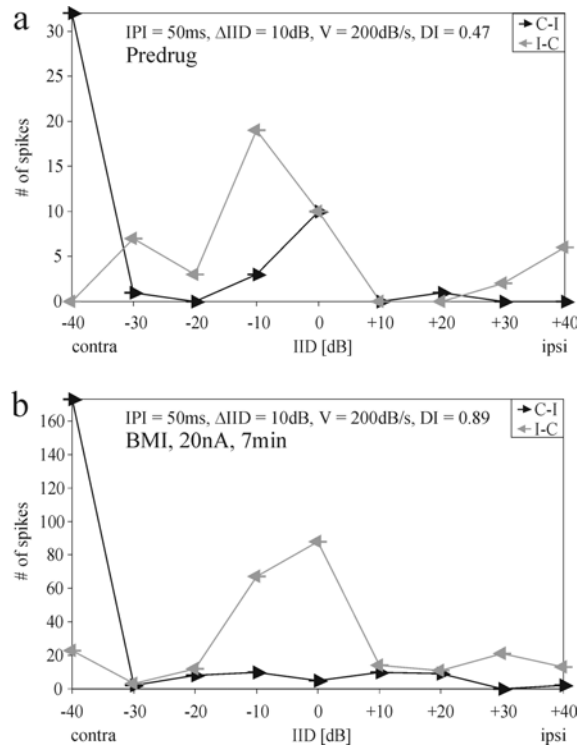 a
IPI = 50ms, ΔIID = 10dB, V = 200dB/s, DI = 0.47
Predrug
C-I
I-C
# of spikes
30
25
20
15
10
5
0
-40 -30 -20 -10 0 +10 +20 +30 +40
contra IID [dB] ipsi
b
IPI = 50ms, ΔIID = 10dB, V = 200dB/s, DI = 0.89
BMI, 20nA, 7min
C-I
I-C
# of spikes
160
140
120
100
80
60
40
20
0
-40 -30 -20 -10 0 +10 +20 +30 +40
contra IID [dB] ipsi